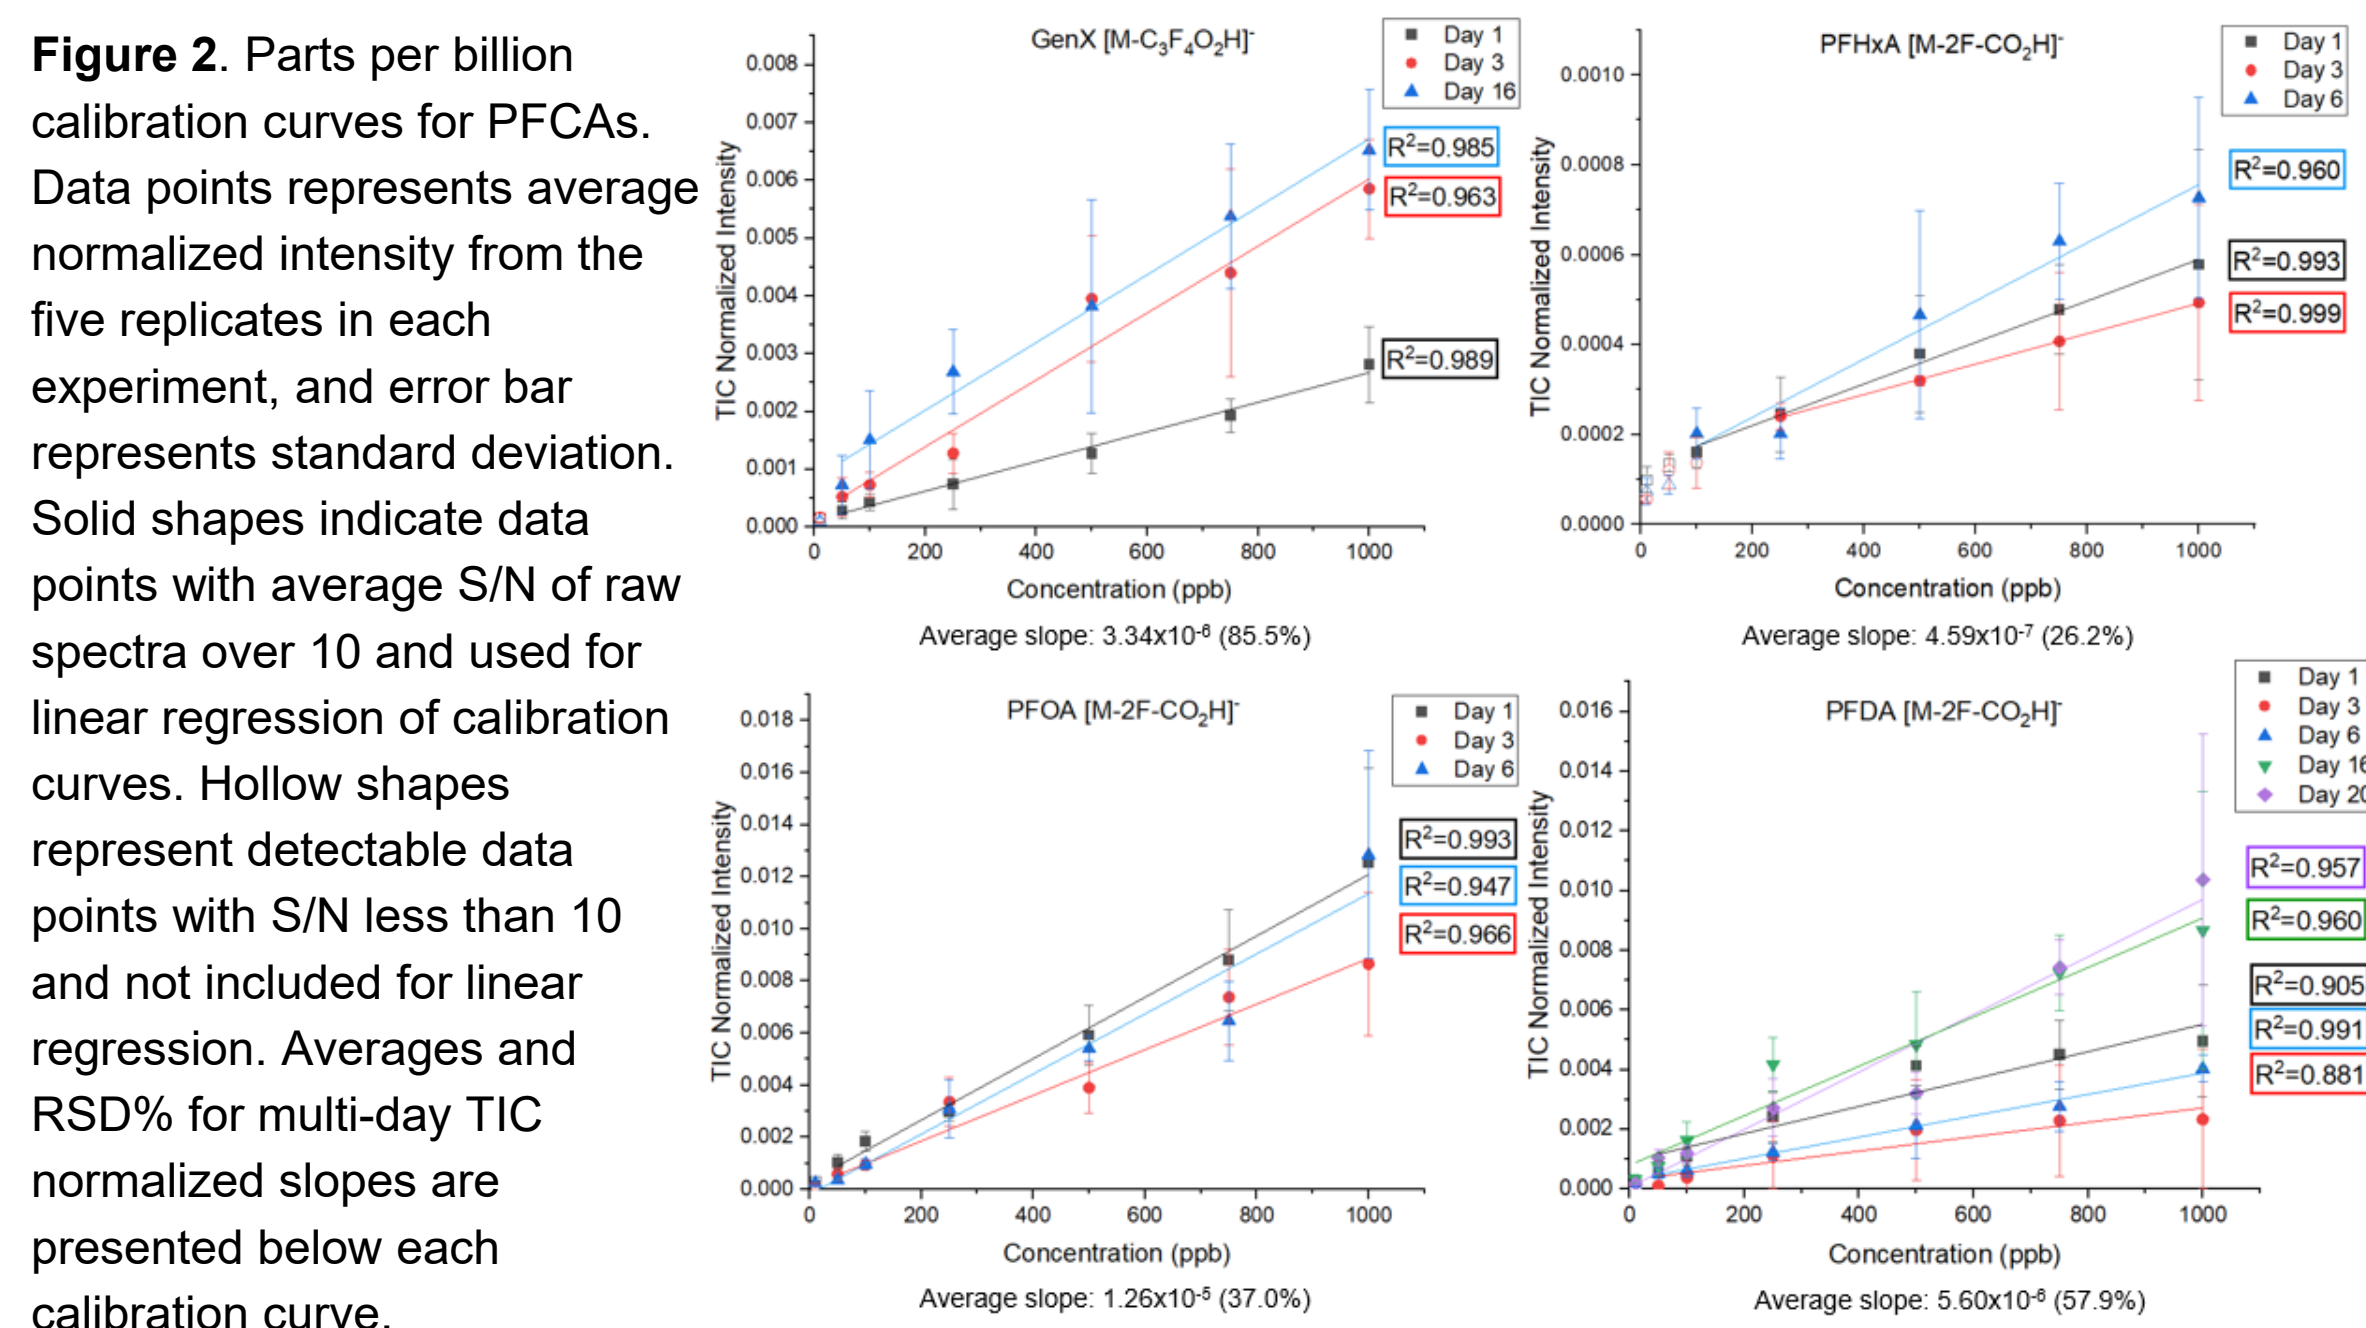 Figure 2. Parts per billion
calibration curves for PFCAs.
Data points represents average
normalized intensity from the
five replicates in each
experiment, and error bar
represents standard deviation.
Solid shapes indicate data
points with average S/N of raw
spectra over 10 and used for
linear regression of calibration
curves. Hollow shapes
represent detectable data
points with S/N less than 10
and not included for linear
regression. Averages and
RSD% for multi-day TIC
normalized slopes are
presented below each
calibration curve.
GenX [M-C₃F₄O₂H]⁻
Day 1
Day 3
Day 16
0.008
0.007
0.006
0.005
0.004
0.003
0.002
0.001
0.000
TIC Normalized Intensity
R²=0.985
R²=0.963
R²=0.989
0 200 400 600 800 1000
Concentration (ppb)
Average slope: 3.34x10⁻⁶ (85.5%)
PFHxA [M-2F-CO₂H]⁻
Day 1
Day 3
Day 6
0.0010
0.0008
0.0006
0.0004
0.0002
0.0000
TIC Normalized Intensity
R²=0.960
R²=0.993
R²=0.999
0 200 400 600 800 1000
Concentration (ppb)
Average slope: 4.59x10⁻⁷ (26.2%)
PFOA [M-2F-CO₂H]⁻
Day 1
Day 3
Day 6
0.018
0.016
0.014
0.012
0.010
0.008
0.006
0.004
0.002
0.000
TIC Normalized Intensity
R²=0.993
R²=0.947
R²=0.966
0 200 400 600 800 1000
Concentration (ppb)
Average slope: 1.26x10⁻⁵ (37.0%)
PFDA [M-2F-CO₂H]⁻
Day 1
Day 3
Day 6
Day 16
Day 20
0.016
0.014
0.012
0.010
0.008
0.006
0.004
0.002
0.000
TIC Normalized Intensity
R²=0.957
R²=0.960
R²=0.905
R²=0.991
R²=0.881
0 200 400 600 800 1000
Concentration (ppb)
Average slope: 5.60x10⁻⁶ (57.9%)